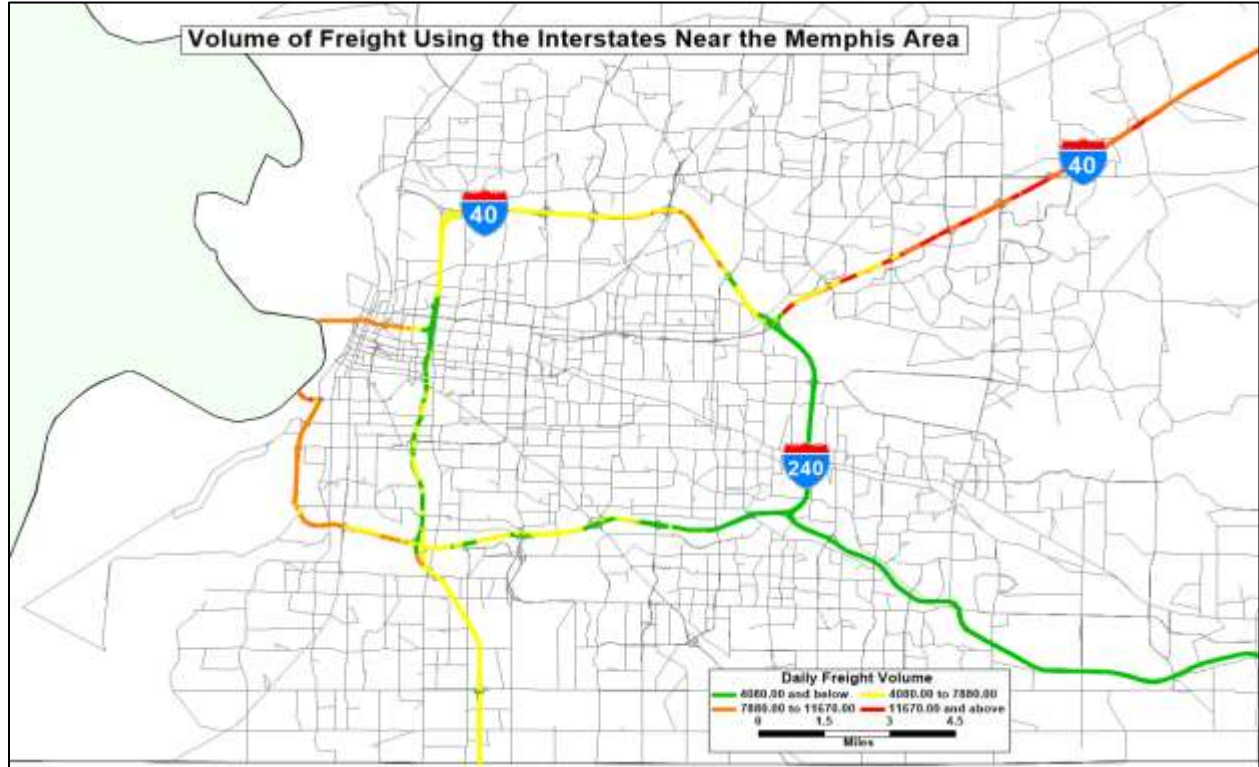 Volume of Freight Using the Interstates Near the Memphis Area
40
40
240
Daily Freight Volume
4080.00 and below 4080.00 to 7880.00
7880.00 to 11670.00 11670.00 and above
0 1.5 3 4.5
Miles